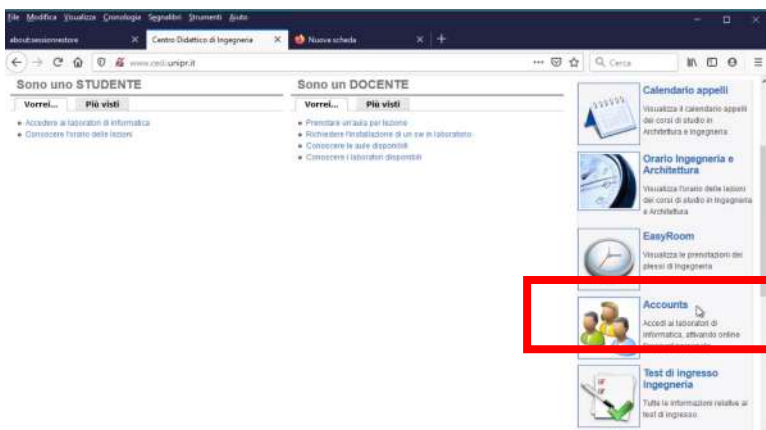 File Modifica Visualizza Cronologia Segnalibri Strumenti Aiuto
about:sessionrestore
Centro Didattico di Ingegneria
Nuova scheda
www.cedi.unipr.it
Cerca
Sono uno STUDENTE
Vorrei... Più visti
Accedere ai laboratori di informatica
Conoscere l'orario delle lezioni
Sono un DOCENTE
Vorrei... Più visti
Prenotare un'aula per lezione
Richiedere l'installazione di un sw in laboratorio
Conoscere le aule disponibili
Conoscere i laboratori disponibili
Calendario appelli
Visualizza il calendario appelli
dei corsi di studio in
Architettura e Ingegneria
Orario Ingegneria e
Architettura
Visualizza l'orario delle lezioni
dei corsi di studio in Ingegneria
e Architettura
EasyRoom
Visualizza le prenotazioni dei
plessi di Ingegneria
Accounts
Accedi ai laboratori di
informatica, attivando online
Test di ingresso
Ingegneria
Tutte le informazioni relative ai
test di ingresso